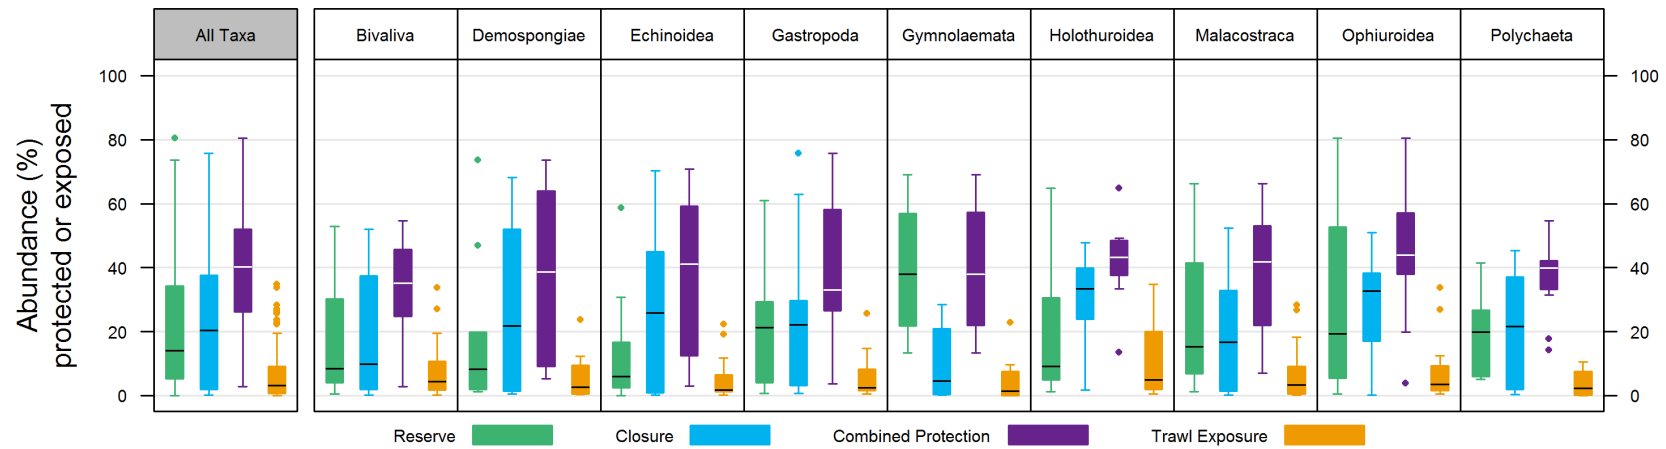 All Taxa Bivaliva Demospongiae Echinoidea Gastropoda Gymnolaemata Holothuroidea Malacostraca Ophiuroidea Polychaeta
Abundance (%)
protected or exposed
100 100
80 80
60 60
40 40
20 20
0 0
Reserve Closure Combined Protection Trawl Exposure